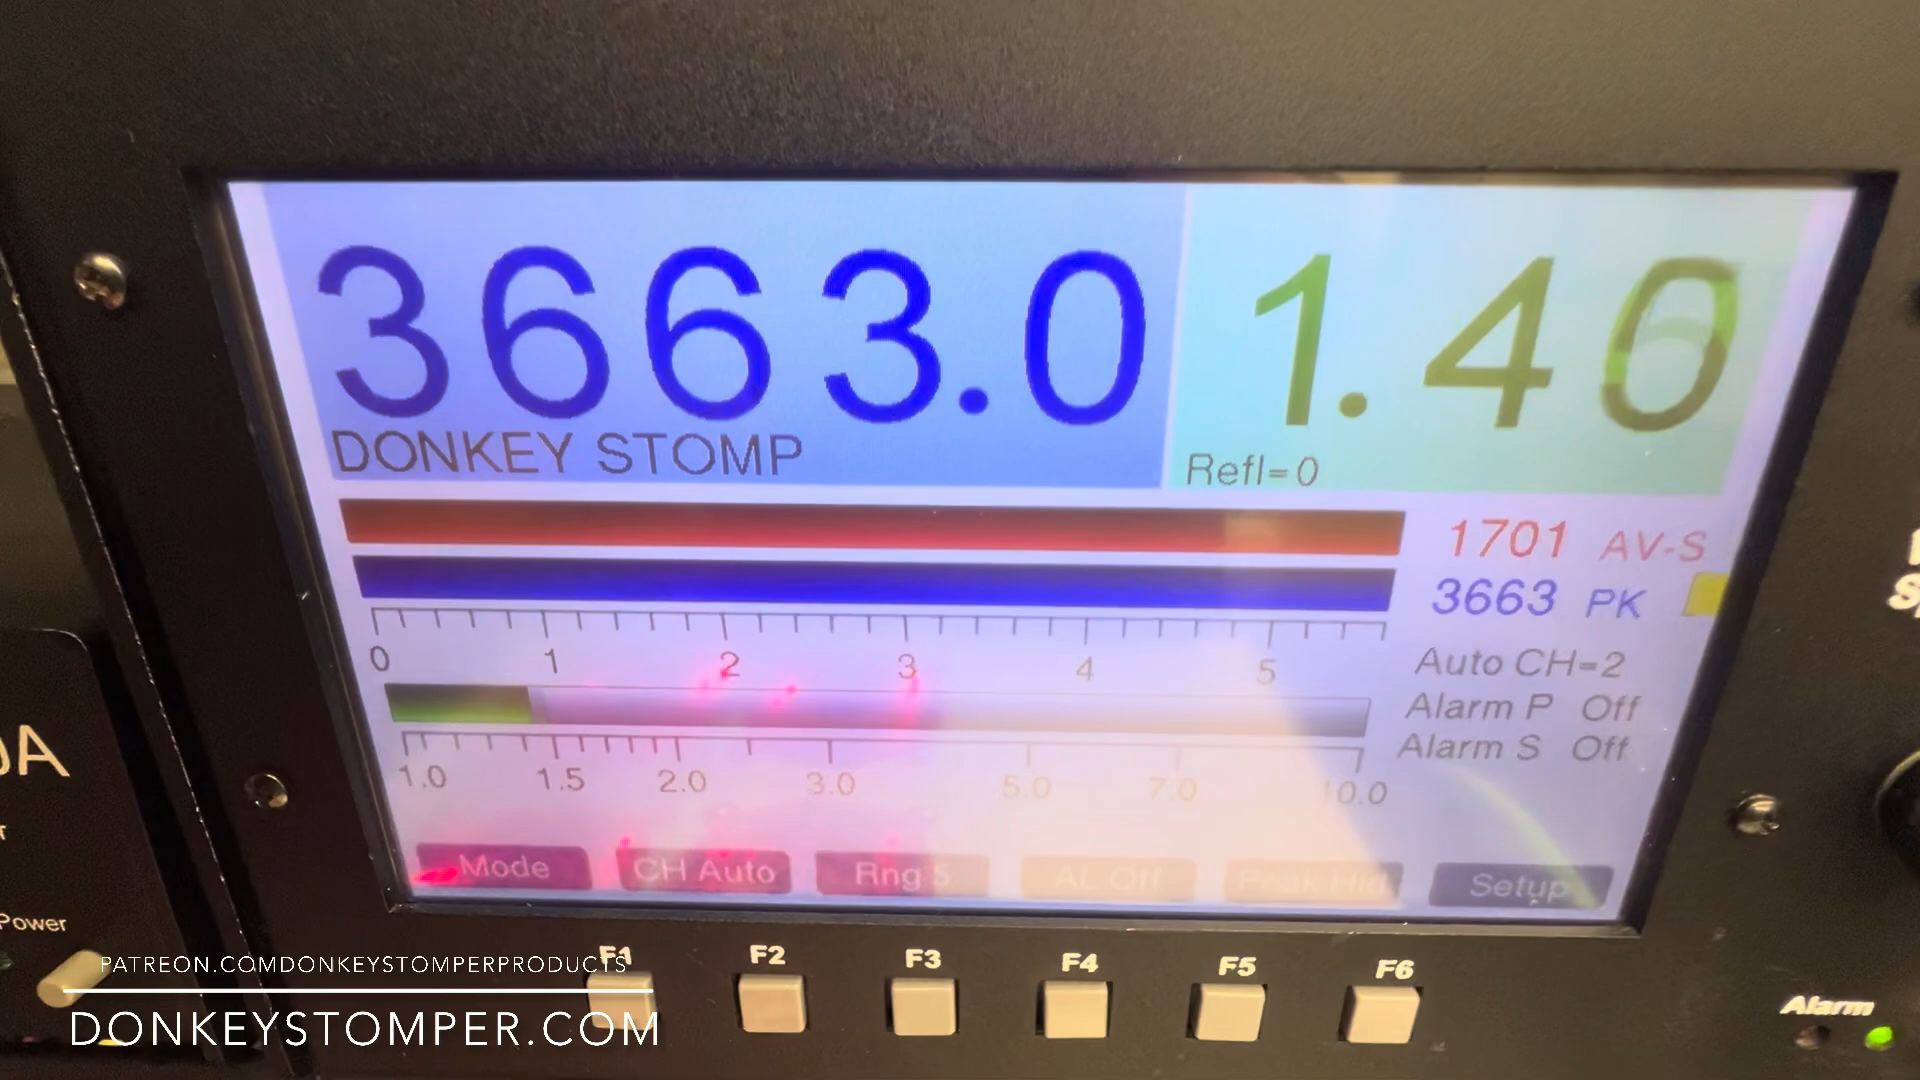 3663.0
1.40
DONKEY STOMP
Refl=0
1701 AV-S
3663 PK
0 1 2 3 4 5
Auto CH=2
Alarm P Off
Alarm S Off
1.0 1.5 2.0 3.0 5.0 7.0 10.0
Mode CH Auto Rng 5 AL Off Peak Hld Setup
Power
F1 F2 F3 F4 F5 F6
PATREON.COMDONKEYSTOMPERPRODUCTS
DONKEYSTOMPER.COM
Alarm